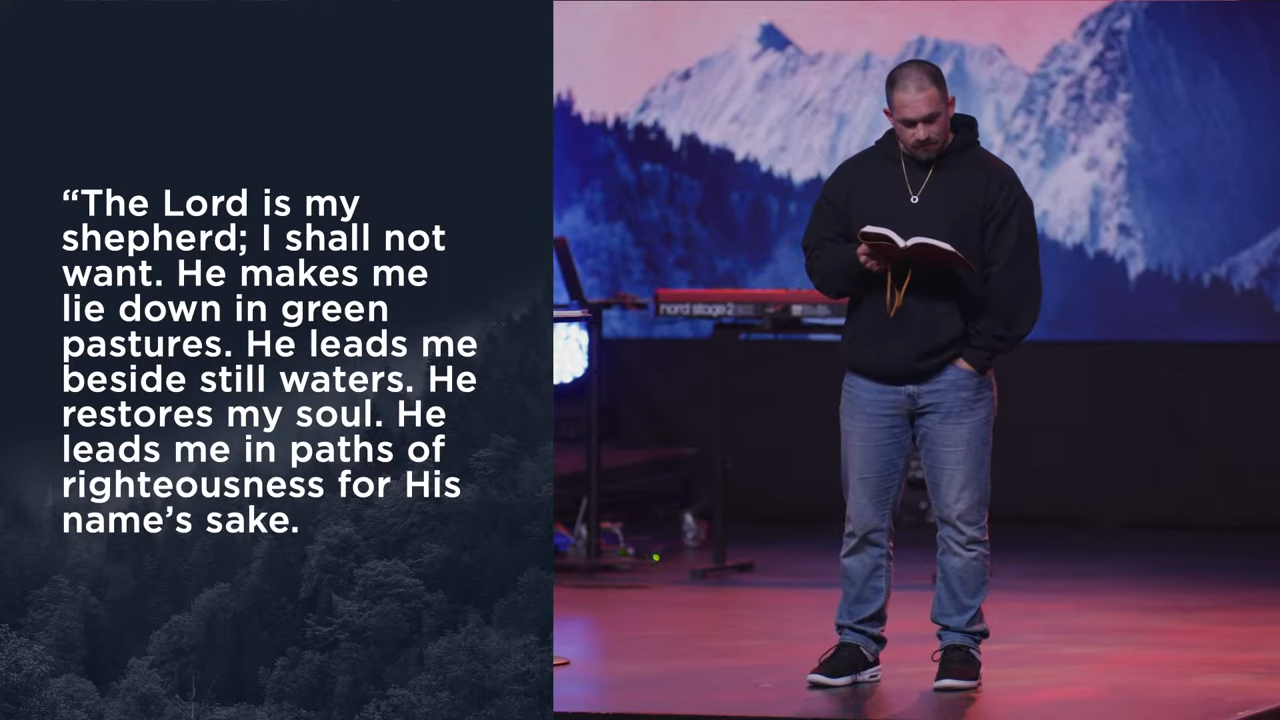 “The Lord is my
shepherd; I shall not
want. He makes me
lie down in green
pastures. He leads me
beside still waters. He
restores my soul. He
leads me in paths of
righteousness for His
name’s sake.
nord stage 2